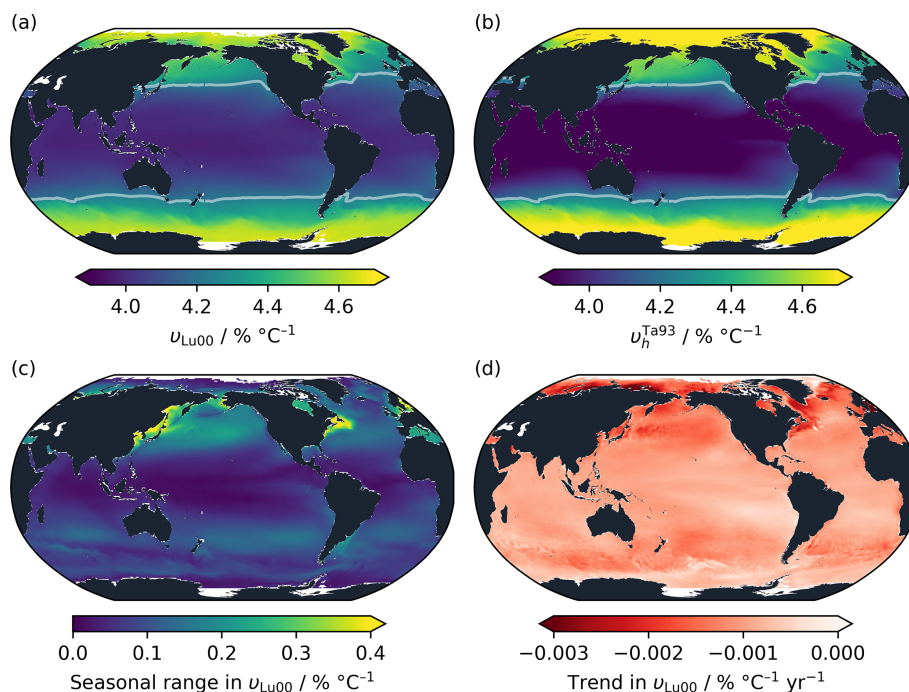 (a)
(b)
4.0 4.2 4.4 4.6
υLu00 / % °C⁻¹
4.0 4.2 4.4 4.6
υₕᵀᵃ⁹³ / % °C⁻¹
(c)
(d)
0.0 0.1 0.2 0.3 0.4
Seasonal range in υLu00 / % °C⁻¹
−0.003 −0.002 −0.001 0.000
Trend in υLu00 / % °C⁻¹ yr⁻¹